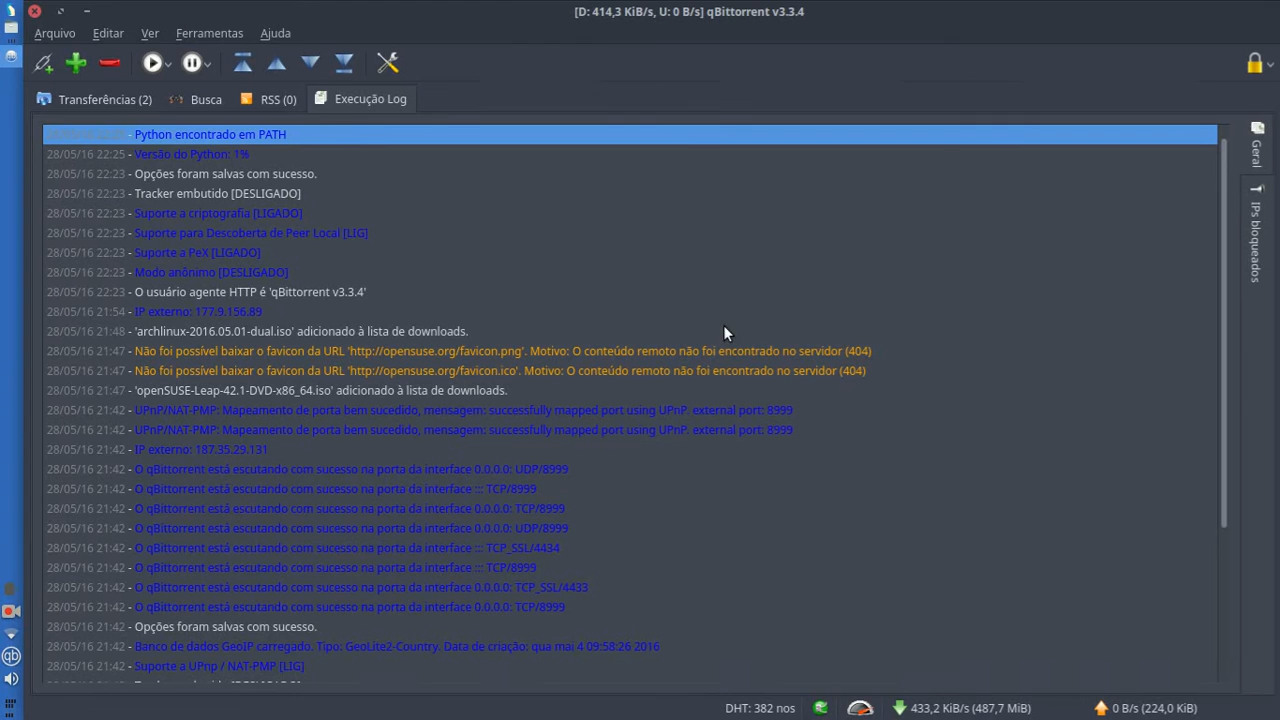 [D: 414,3 KiB/s, U: 0 B/s] qBittorrent v3.3.4
Arquivo Editar Ver Ferramentas Ajuda
Transferências (2) Busca RSS (0) Execução Log
- Python encontrado em PATH
28/05/16 22:25 - Versão do Python: 1%
28/05/16 22:23 - Opções foram salvas com sucesso.
28/05/16 22:23 - Tracker embutido [DESLIGADO]
28/05/16 22:23 - Suporte a criptografia [LIGADO]
28/05/16 22:23 - Suporte para Descoberta de Peer Local [LIG]
28/05/16 22:23 - Suporte a PeX [LIGADO]
28/05/16 22:23 - Modo anônimo [DESLIGADO]
28/05/16 22:23 - O usuário agente HTTP é 'qBittorrent v3.3.4'
28/05/16 21:54 - IP externo: 177.9.156.89
28/05/16 21:48 - 'archlinux-2016.05.01-dual.iso' adicionado à lista de downloads.
28/05/16 21:47 - Não foi possível baixar o favicon da URL 'http://opensuse.org/favicon.png'. Motivo: O conteúdo remoto não foi encontrado no servidor (404)
28/05/16 21:47 - Não foi possível baixar o favicon da URL 'http://opensuse.org/favicon.ico'. Motivo: O conteúdo remoto não foi encontrado no servidor (404)
28/05/16 21:47 - 'openSUSE-Leap-42.1-DVD-x86_64.iso' adicionado à lista de downloads.
28/05/16 21:42 - UPnP/NAT-PMP: Mapeamento de porta bem sucedido, mensagem: successfully mapped port using UPnP. external port: 8999
28/05/16 21:42 - UPnP/NAT-PMP: Mapeamento de porta bem sucedido, mensagem: successfully mapped port using UPnP. external port: 8999
28/05/16 21:42 - IP externo: 187.35.29.131
28/05/16 21:42 - O qBittorrent está escutando com sucesso na porta da interface 0.0.0.0: UDP/8999
28/05/16 21:42 - O qBittorrent está escutando com sucesso na porta da interface ::: TCP/8999
28/05/16 21:42 - O qBittorrent está escutando com sucesso na porta da interface 0.0.0.0: TCP/8999
28/05/16 21:42 - O qBittorrent está escutando com sucesso na porta da interface 0.0.0.0: UDP/8999
28/05/16 21:42 - O qBittorrent está escutando com sucesso na porta da interface ::: TCP_SSL/4434
28/05/16 21:42 - O qBittorrent está escutando com sucesso na porta da interface ::: TCP/8999
28/05/16 21:42 - O qBittorrent está escutando com sucesso na porta da interface 0.0.0.0: TCP_SSL/4433
28/05/16 21:42 - O qBittorrent está escutando com sucesso na porta da interface 0.0.0.0: TCP/8999
28/05/16 21:42 - Opções foram salvas com sucesso.
28/05/16 21:42 - Banco de dados GeoIP carregado. Tipo: GeoLite2-Country. Data de criação: qua mai 4 09:58:26 2016
28/05/16 21:42 - Suporte a UPnp / NAT-PMP [LIG]
Geral
IPs bloqueados
qb
DHT: 382 nos 433,2 KiB/s (487,7 MiB) 0 B/s (224,0 KiB)